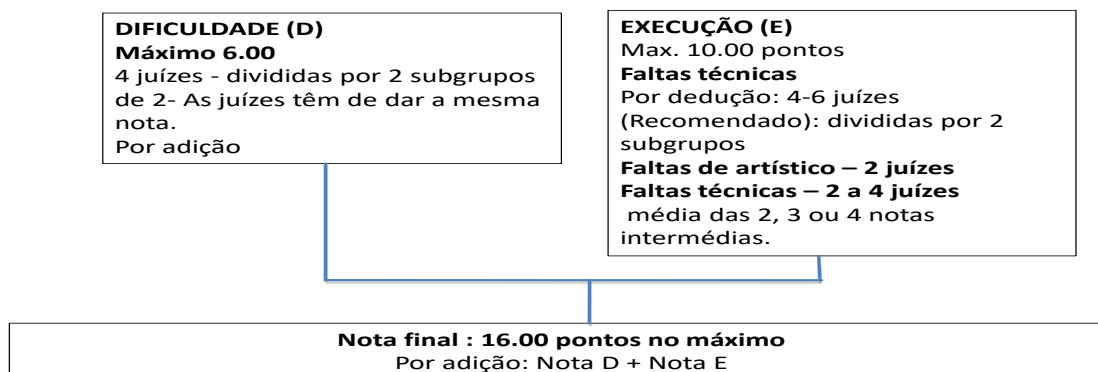 DIFICULDADE (D)
Máximo 6.00
4 juízes - divididas por 2 subgrupos
de 2- As juízes têm de dar a mesma
nota.
Por adição
EXECUÇÃO (E)
Max. 10.00 pontos
Faltas técnicas
Por dedução: 4-6 juízes
(Recomendado): divididas por 2
subgrupos
Faltas de artístico – 2 juízes
Faltas técnicas – 2 a 4 juízes
média das 2, 3 ou 4 notas
intermédias.
Nota final : 16.00 pontos no máximo
Por adição: Nota D + Nota E